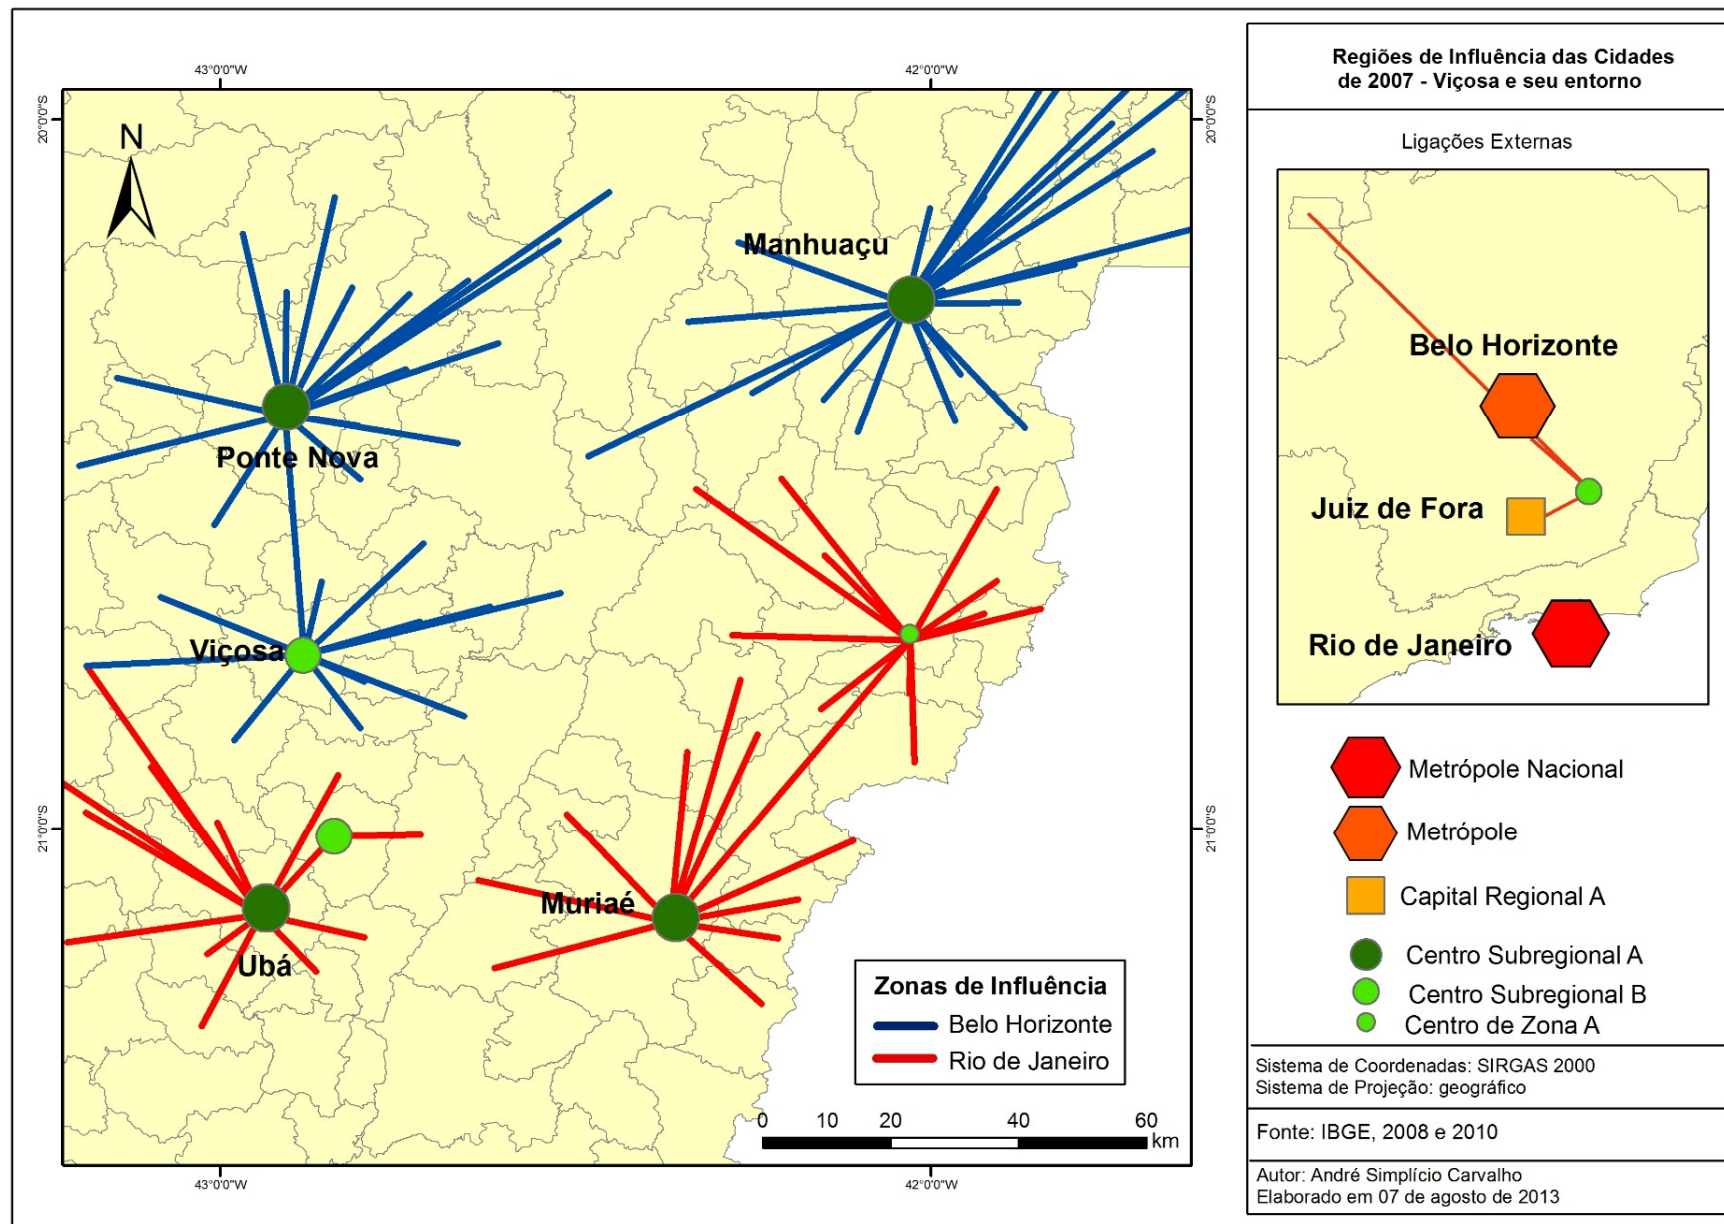 43°0'0"W
42°0'0"W
20°0'0"S
20°0'0"S
N
Manhuaçu
Ponte Nova
Viçosa
21°0'0"S
21°0'0"S
Muriaé
Ubá
Zonas de Influência
Belo Horizonte
Rio de Janeiro
0 10 20 40 60
km
43°0'0"W
42°0'0"W
Regiões de Influência das Cidades
de 2007 - Viçosa e seu entorno
Ligações Externas
Belo Horizonte
Juiz de Fora
Rio de Janeiro
Metrópole Nacional
Metrópole
Capital Regional A
Centro Subregional A
Centro Subregional B
Centro de Zona A
Sistema de Coordenadas: SIRGAS 2000
Sistema de Projeção: geográfico
Fonte: IBGE, 2008 e 2010
Autor: André Simplício Carvalho
Elaborado em 07 de agosto de 2013